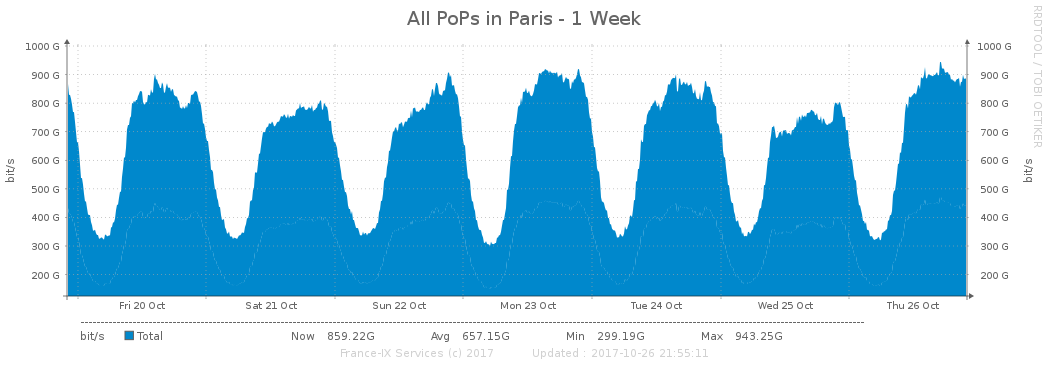 All PoPs in Paris - 1 Week
RRDTOOL / TOBI OETIKER
1000 G 1000 G
900 G 900 G
800 G 800 G
700 G 700 G
600 G 600 G
500 G 500 G
400 G 400 G
300 G 300 G
200 G 200 G
bit/s bit/s
Fri 20 Oct Sat 21 Oct Sun 22 Oct Mon 23 Oct Tue 24 Oct Wed 25 Oct Thu 26 Oct
bit/s Total Now 859.22G Avg 657.15G Min 299.19G Max 943.25G
France-IX Services (c) 2017 Updated : 2017-10-26 21:55:11